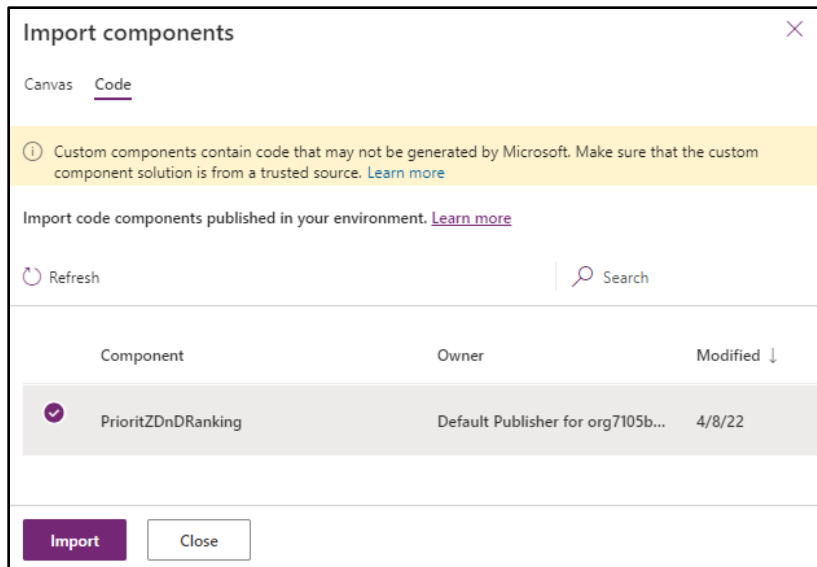 Import components
Canvas Code
Custom components contain code that may not be generated by Microsoft. Make sure that the custom
component solution is from a trusted source. Learn more
Import code components published in your environment. Learn more
Refresh Search
Component Owner Modified ↓
PrioritZDnDRanking Default Publisher for org7105b... 4/8/22
Import Close